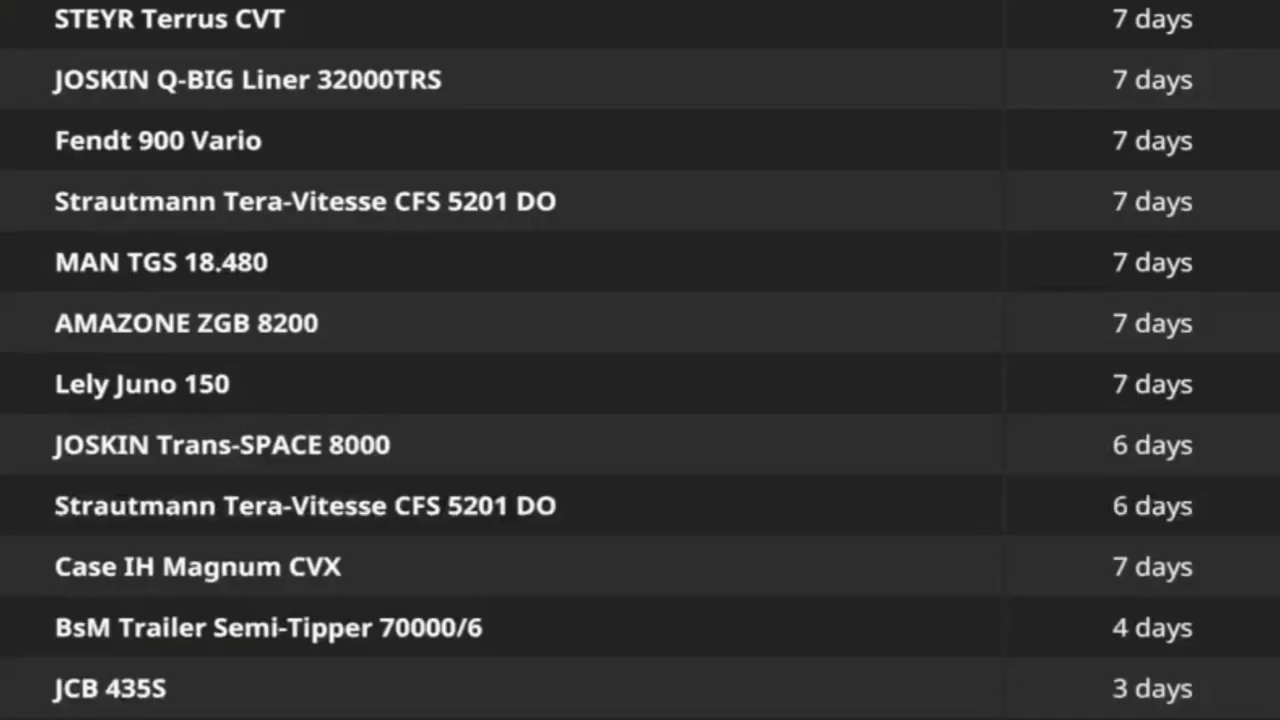 STEYR Terrus CVT 7 days
JOSKIN Q-BIG Liner 32000TRS 7 days
Fendt 900 Vario 7 days
Strautmann Tera-Vitesse CFS 5201 DO 7 days
MAN TGS 18.480 7 days
AMAZONE ZGB 8200 7 days
Lely Juno 150 7 days
JOSKIN Trans-SPACE 8000 6 days
Strautmann Tera-Vitesse CFS 5201 DO 6 days
Case IH Magnum CVX 7 days
BsM Trailer Semi-Tipper 70000/6 4 days
JCB 435S 3 days